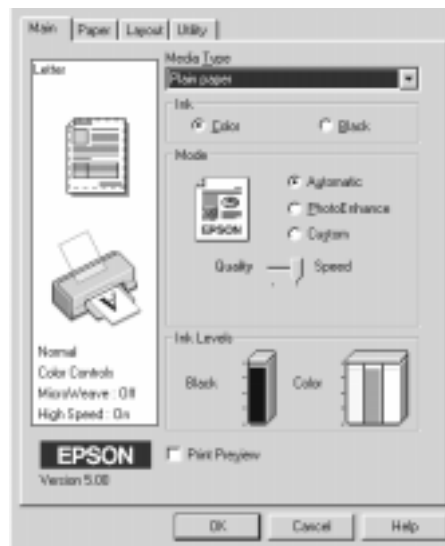 Main Paper Layout Utility
Letter
Media Type
Plain paper
Ink
Color Black
Mode
Automatic
PhotoEnhance
Custom
EPSON
Quality Speed
Ink Levels
Black Color
Normal
Color Controls
MicroWeave : Off
High Speed : On
EPSON
Version 5.00
Print Preview
OK Cancel Help